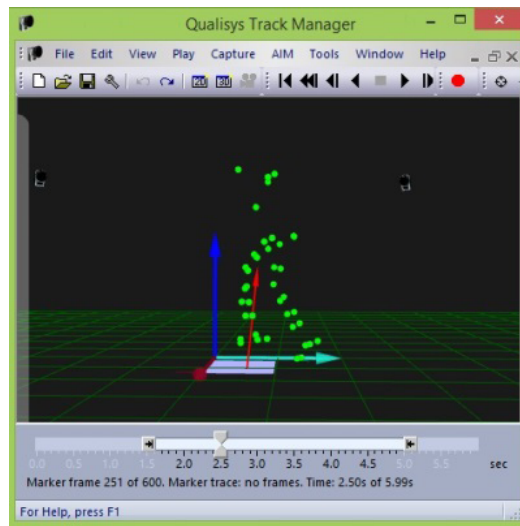 Qualisys Track Manager
File Edit View Play Capture AIM Tools Window Help
2D 3D
0.0 0.5 1.0 1.5 2.0 2.5 3.0 3.5 4.0 4.5 5.0 5.5 sec
Marker frame 251 of 600. Marker trace: no frames. Time: 2.50s of 5.99s
For Help, press F1